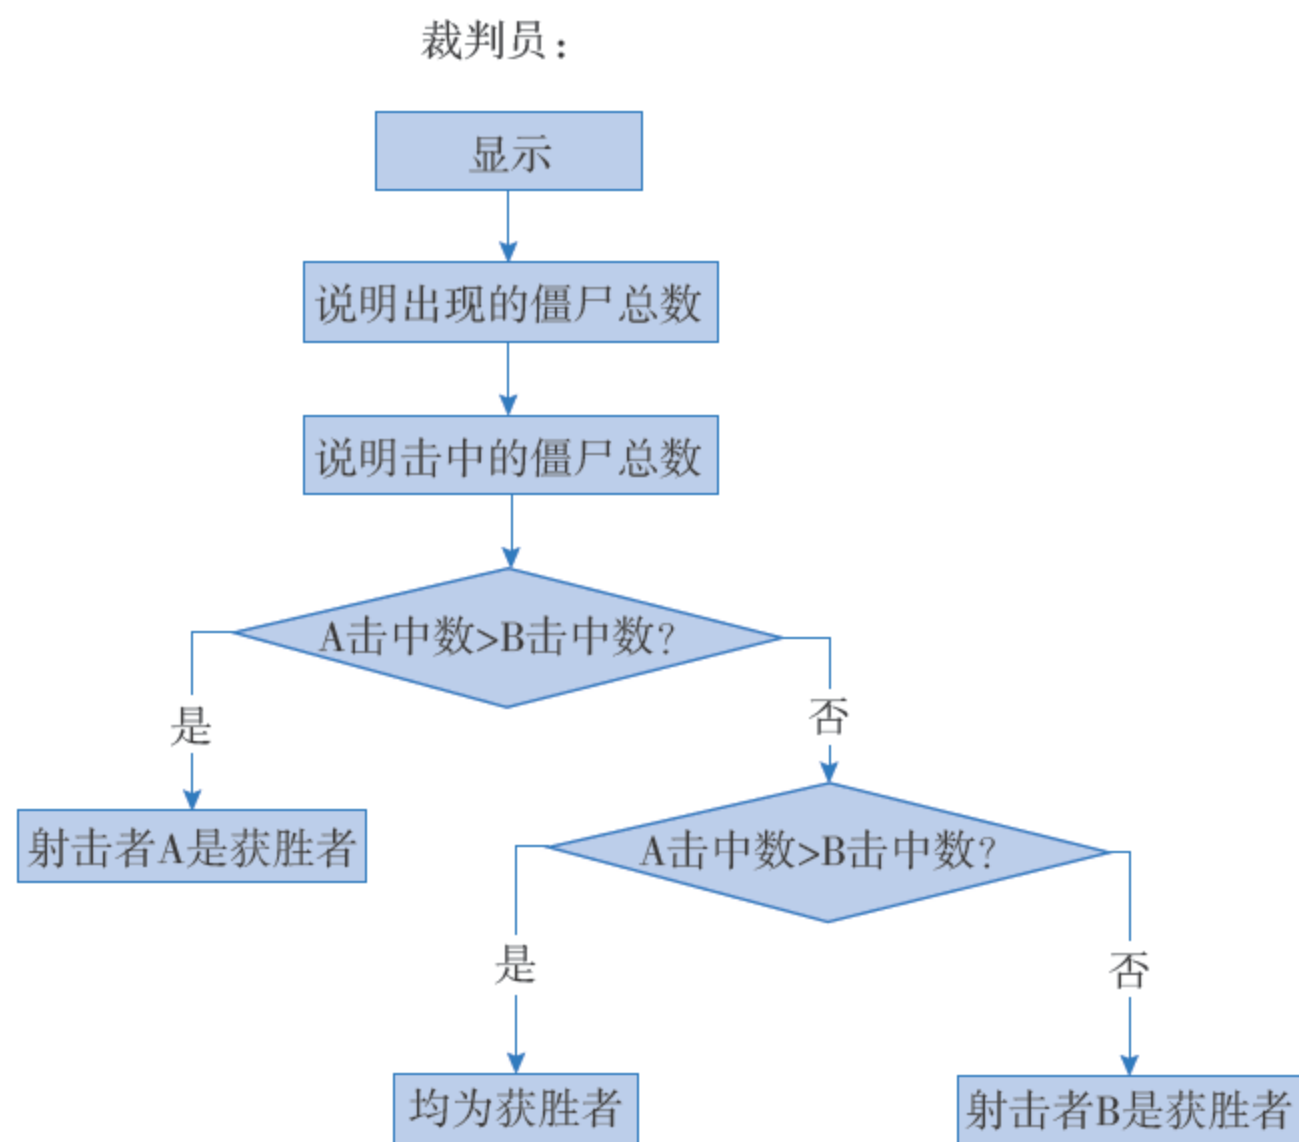 裁判员：
显示
说明出现的僵尸总数
说明击中的僵尸总数
A击中数>B击中数？
是
否
射击者A是获胜者
A击中数>B击中数？
是
否
均为获胜者
射击者B是获胜者